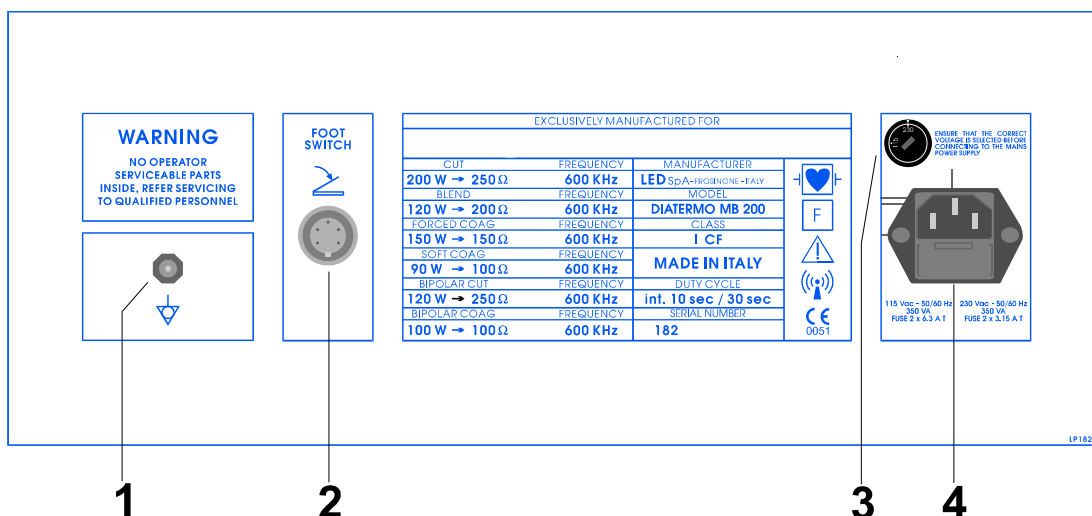 WARNING
NO OPERATOR
SERVICEABLE PARTS
INSIDE, REFER SERVICING
TO QUALIFIED PERSONNEL
FOOT
SWITCH
EXCLUSIVELY MANUFACTURED FOR
CUT FREQUENCY
200 W → 250 Ω 600 KHz
BLEND FREQUENCY
120 W → 200 Ω 600 KHz
FORCED COAG FREQUENCY
150 W → 150 Ω 600 KHz
SOFT COAG FREQUENCY
90 W → 100 Ω 600 KHz
BIPOLAR CUT FREQUENCY
120 W → 250 Ω 600 KHz
BIPOLAR COAG FREQUENCY
100 W → 100 Ω 600 KHz
MANUFACTURER
LED SpA-FROSINONE-ITALY
MODEL
DIATERMO MB 200
CLASS
I CF
MADE IN ITALY
DUTY CYCLE
int. 10 sec / 30 sec
SERIAL NUMBER
182
F
CE
0051
230
115
ENSURE THAT THE CORRECT
VOLTAGE IS SELECTED BEFORE
CONNECTING TO THE MAINS
POWER SUPPLY
115 Vac - 50/60 Hz
350 VA
FUSE 2 x 6.3 A T
230 Vac - 50/60 Hz
350 VA
FUSE 2 x 3.15 A T
LP182
1
2
3
4